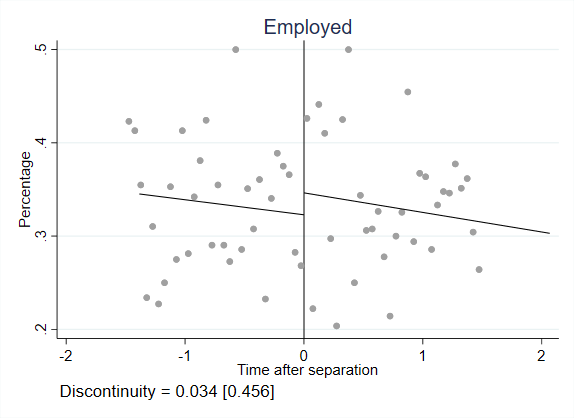 Employed
Percentage
.5
.4
.3
.2
-2 -1 0 1 2
Time after separation
Discontinuity = 0.034 [0.456]